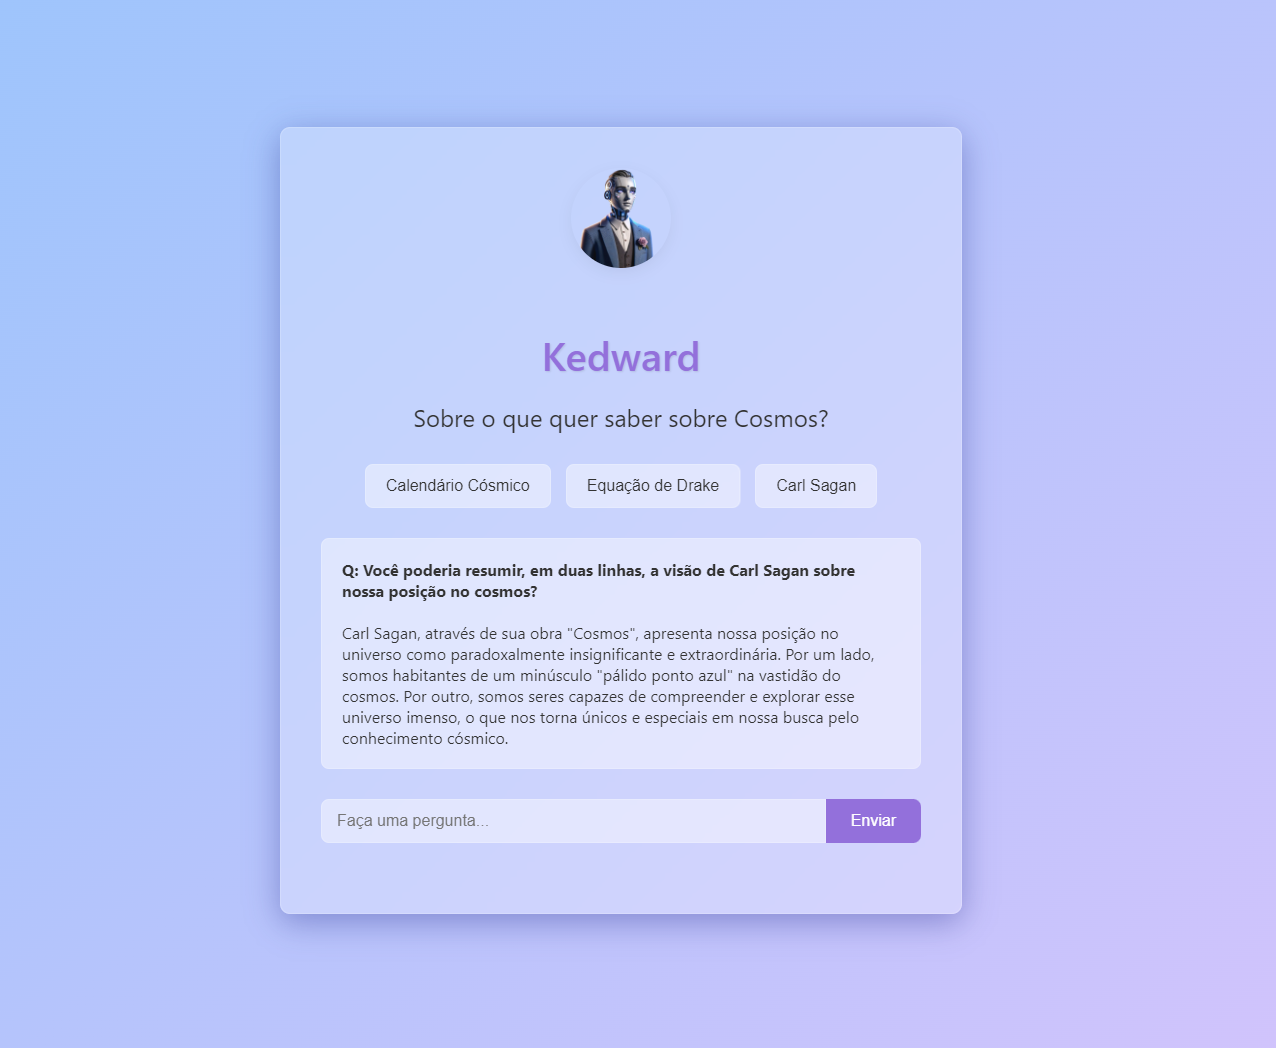 Kedward
Sobre o que quer saber sobre Cosmos?
Calendário Cósmico
Equação de Drake
Carl Sagan
Q: Você poderia resumir, em duas linhas, a visão de Carl Sagan sobre
nossa posição no cosmos?
Carl Sagan, através de sua obra "Cosmos", apresenta nossa posição no
universo como paradoxalmente insignificante e extraordinária. Por um lado,
somos habitantes de um minúsculo "pálido ponto azul" na vastidão do
cosmos. Por outro, somos seres capazes de compreender e explorar esse
universo imenso, o que nos torna únicos e especiais em nossa busca pelo
conhecimento cósmico.
Faça uma pergunta...
Enviar